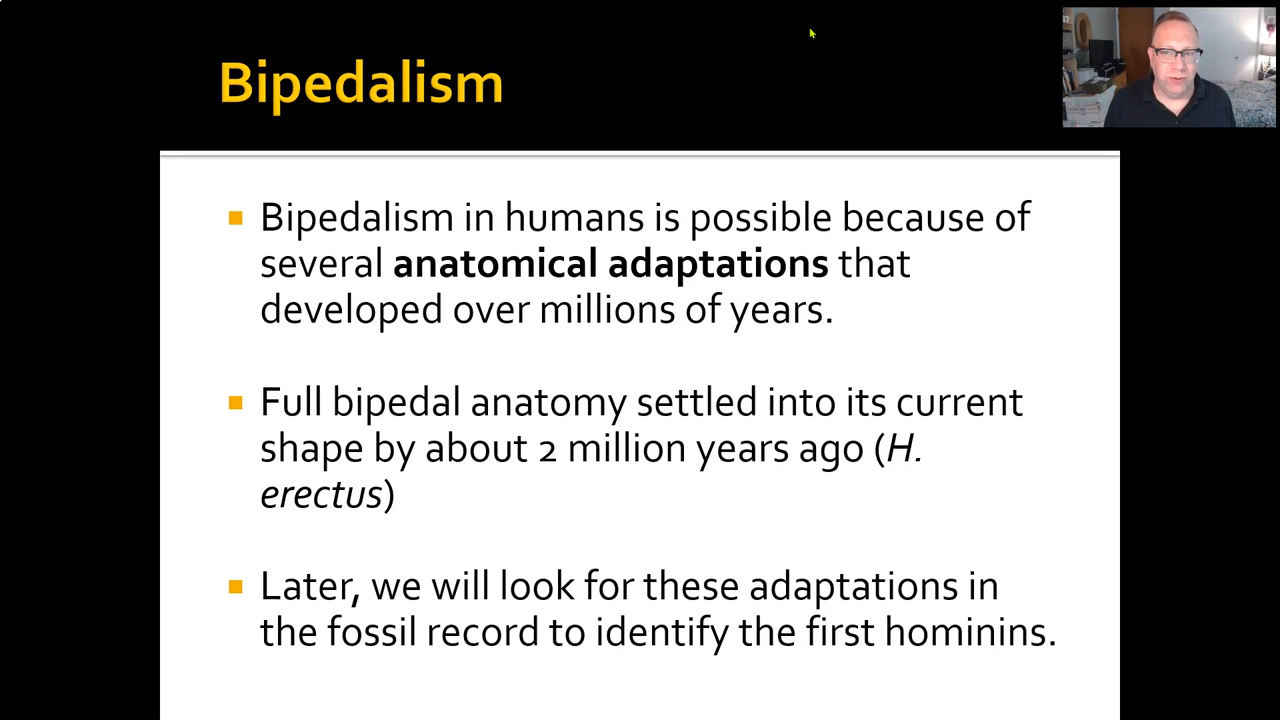 Bipedalism
Bipedalism in humans is possible because of
several anatomical adaptations that
developed over millions of years.
Full bipedal anatomy settled into its current
shape by about 2 million years ago (H.
erectus)
Later, we will look for these adaptations in
the fossil record to identify the first hominins.